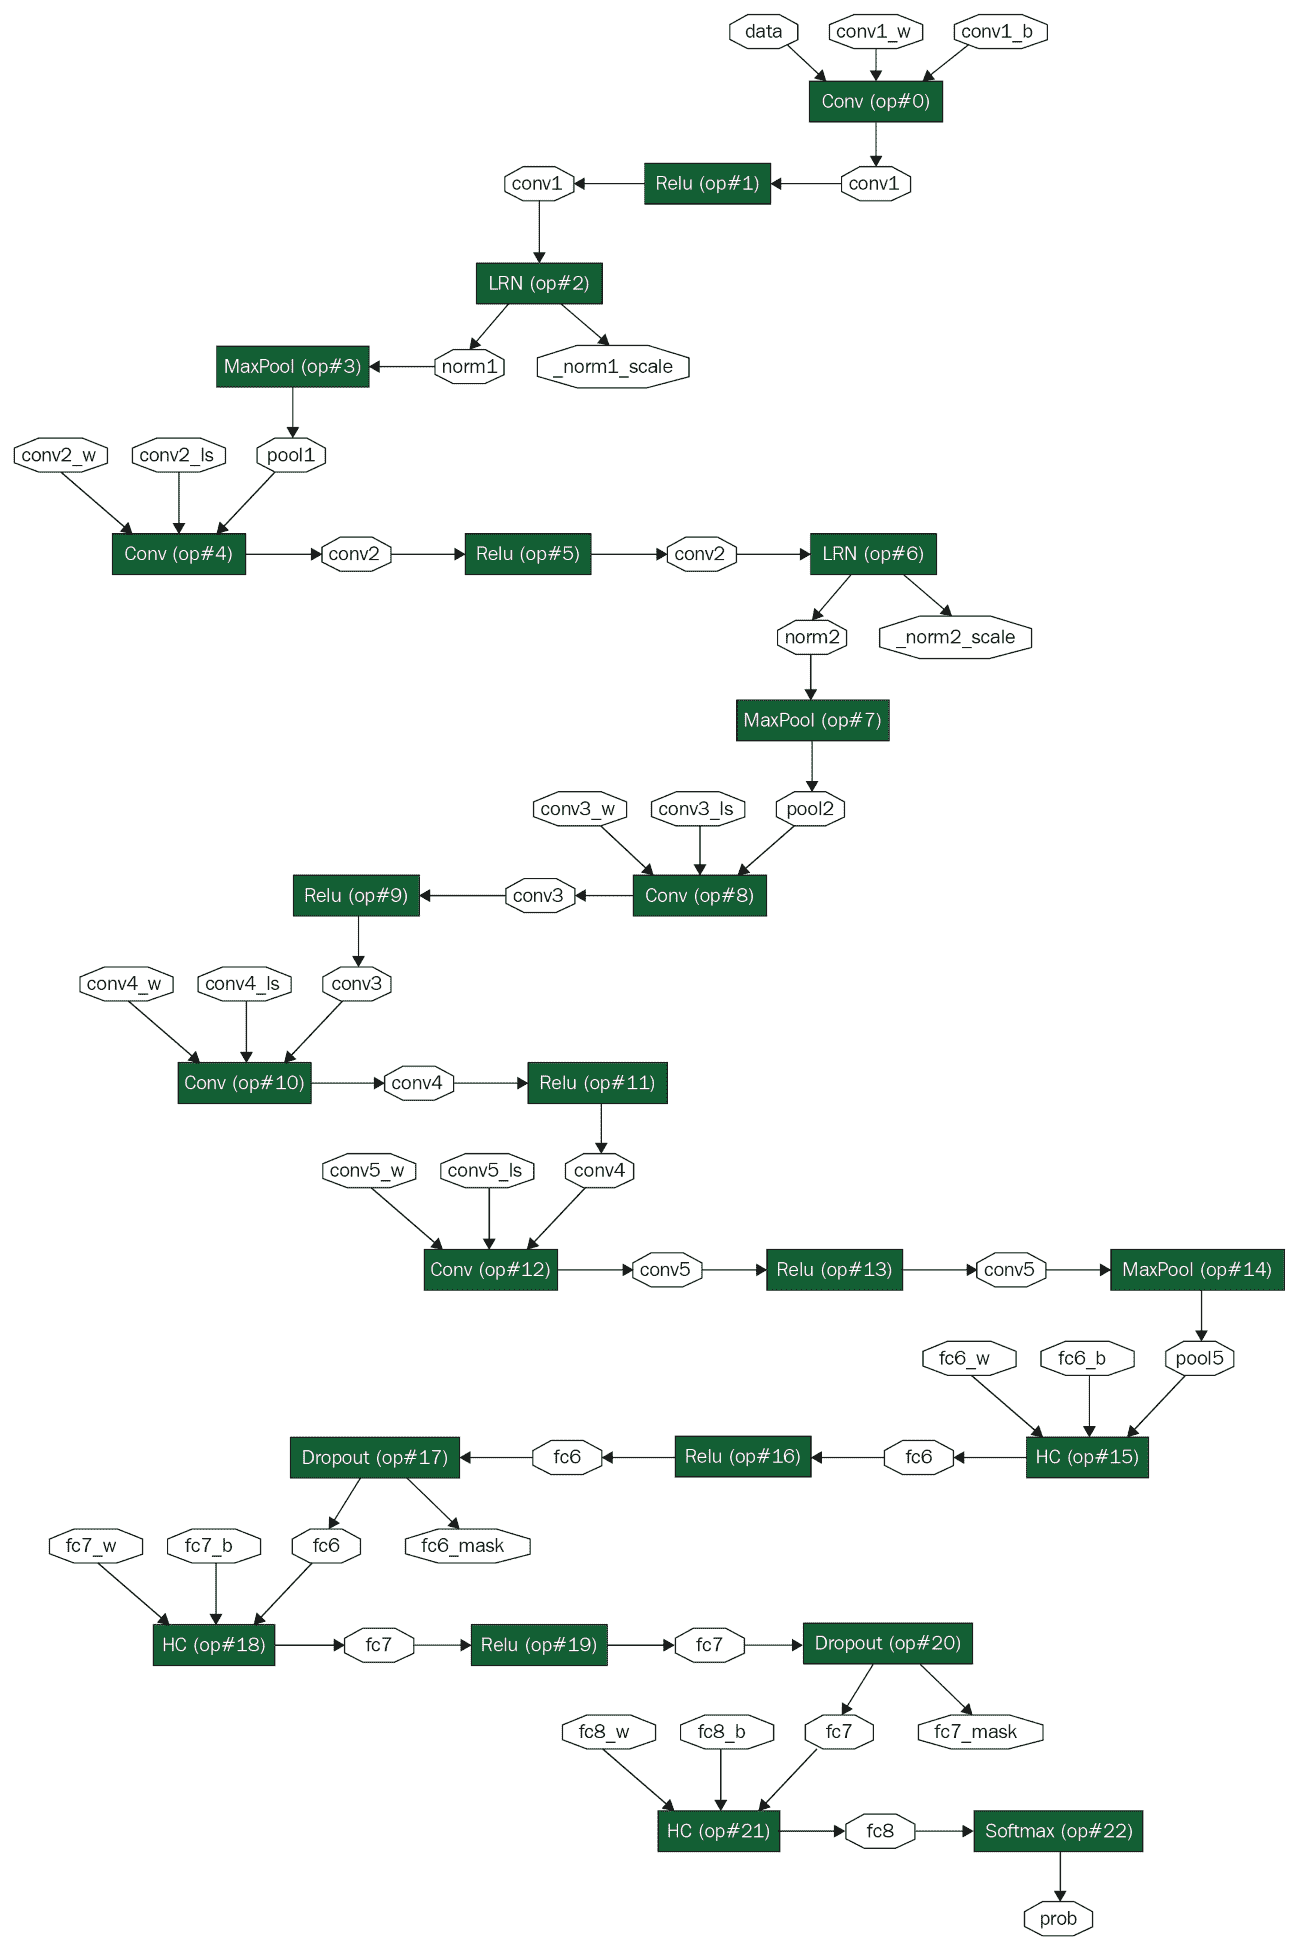 data
conv1_w
conv1_b
Conv (op#0)
conv1
Relu (op#1)
conv1
LRN (op#2)
MaxPool (op#3)
norm1
_norm1_scale
conv2_w
conv2_ls
pool1
Conv (op#4)
conv2
Relu (op#5)
conv2
LRN (op#6)
norm2
_norm2_scale
MaxPool (op#7)
conv3_w
conv3_ls
pool2
Relu (op#9)
conv3
Conv (op#8)
conv4_w
conv4_ls
conv3
Conv (op#10)
conv4
Relu (op#11)
conv5_w
conv5_ls
conv4
Conv (op#12)
conv5
Relu (op#13)
conv5
MaxPool (op#14)
fc6_w
fc6_b
pool5
Dropout (op#17)
fc6
Relu (op#16)
fc6
HC (op#15)
fc7_w
fc7_b
fc6
fc6_mask
HC (op#18)
fc7
Relu (op#19)
fc7
Dropout (op#20)
fc8_w
fc8_b
fc7
fc7_mask
HC (op#21)
fc8
Softmax (op#22)
prob